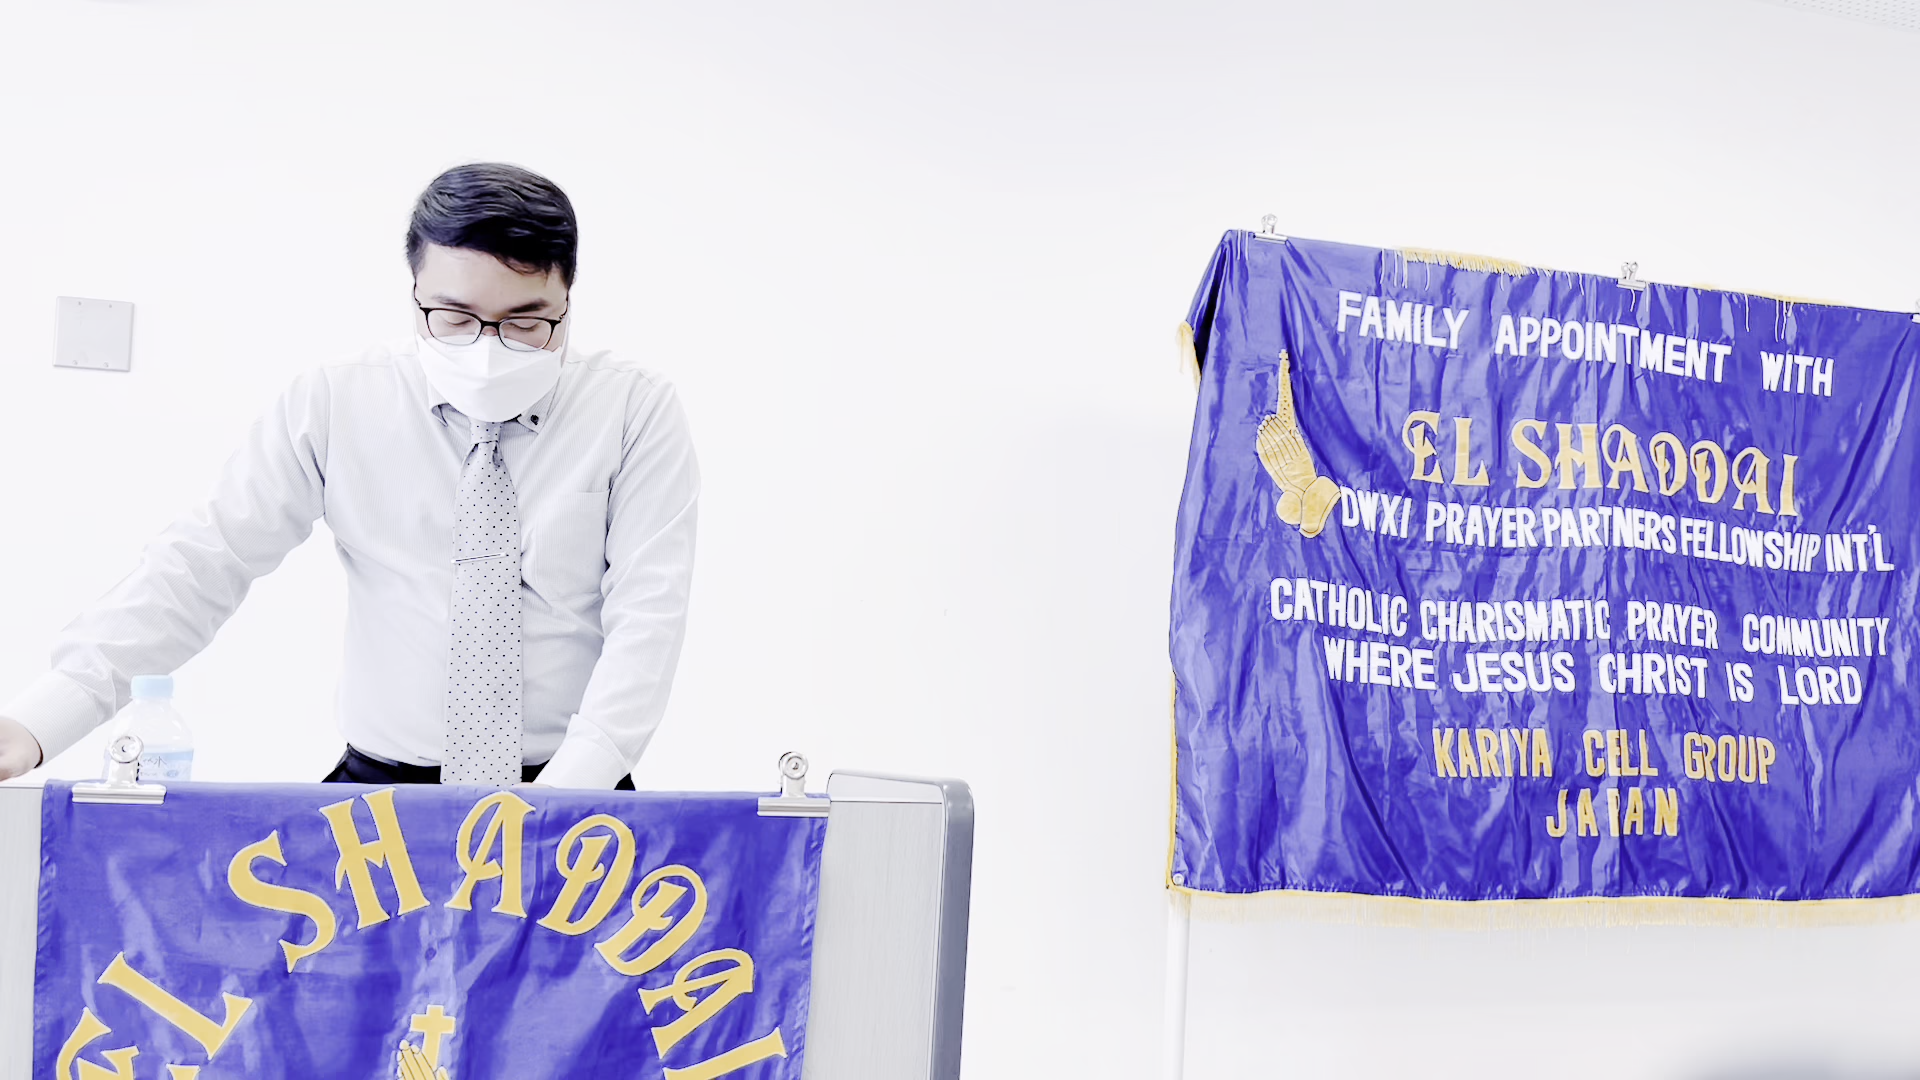 EL SHADDAI
FAMILY APPOINTMENT WITH
EL SHADDAI
DWXI PRAYER PARTNERS FELLOWSHIP INT'L
CATHOLIC CHARISMATIC PRAYER COMMUNITY
WHERE JESUS CHRIST IS LORD
KARIYA CELL GROUP
JAPAN